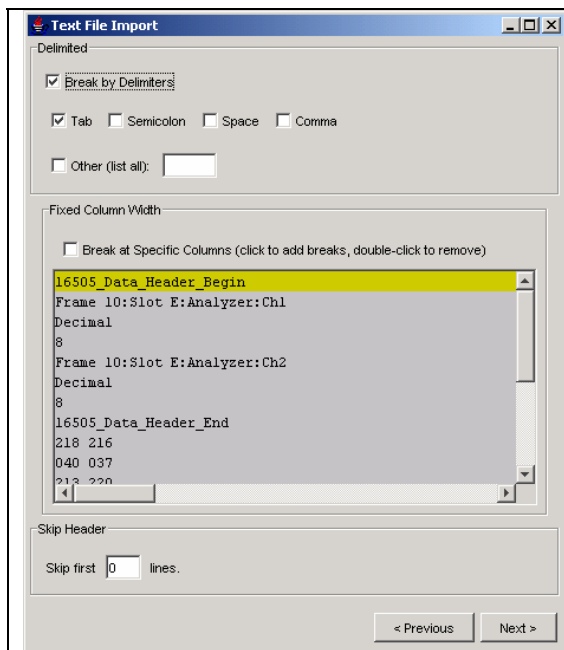 Text File Import
Delimited
Break by Delimiters
Tab Semicolon Space Comma
Other (list all):
Fixed Column Width
Break at Specific Columns (click to add breaks, double-click to remove)
16505_Data_Header_Begin
Frame 10:Slot E:Analyzer:Ch1
Decimal
8
Frame 10:Slot E:Analyzer:Ch2
Decimal
8
16505_Data_Header_End
218 216
040 037
213 220
Skip Header
Skip first 0 lines.
< Previous Next >